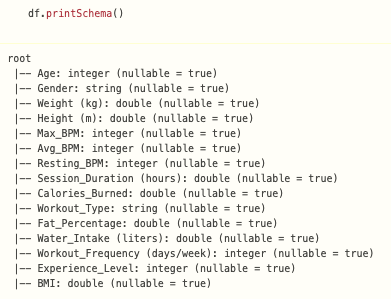 df.printSchema()
root
|-- Age: integer (nullable = true)
|-- Gender: string (nullable = true)
|-- Weight (kg): double (nullable = true)
|-- Height (m): double (nullable = true)
|-- Max_BPM: integer (nullable = true)
|-- Avg_BPM: integer (nullable = true)
|-- Resting_BPM: integer (nullable = true)
|-- Session_Duration (hours): double (nullable = true)
|-- Calories_Burned: double (nullable = true)
|-- Workout_Type: string (nullable = true)
|-- Fat_Percentage: double (nullable = true)
|-- Water_Intake (liters): double (nullable = true)
|-- Workout_Frequency (days/week): integer (nullable = true)
|-- Experience_Level: integer (nullable = true)
|-- BMI: double (nullable = true)